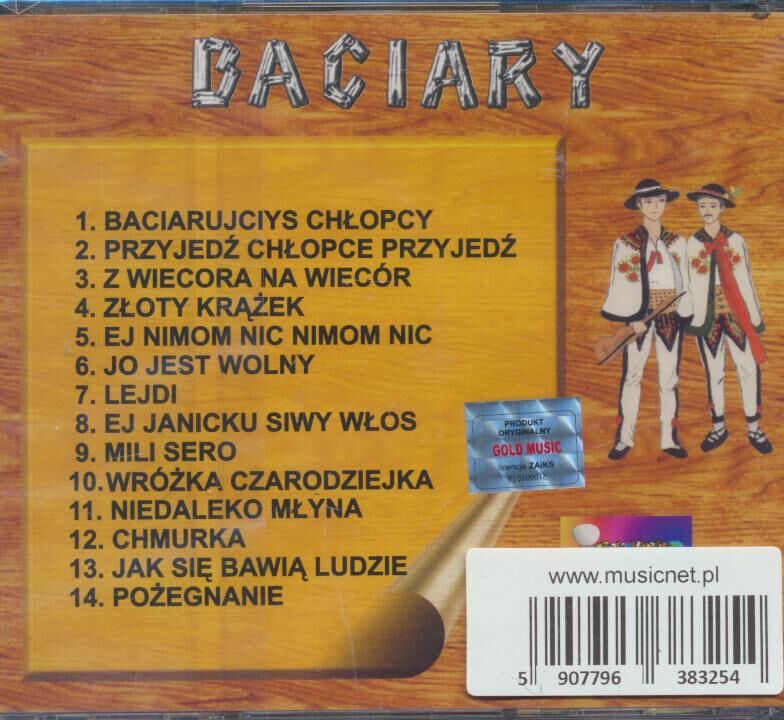 BACIARY
1. BACIARUJCIYS CHŁOPCY
2. PRZYJEDŹ CHŁOPCE PRZYJEDŹ
3. Z WIECORA NA WIECÓR
4. ZŁOTY KRĄŻEK
5. EJ NIMOM NIC NIMOM NIC
6. JO JEST WOLNY
7. LEJDI
8. EJ JANICKU SIWY WŁOS
9. MILI SERO
10. WRÓŻKA CZARODZIEJKA
11. NIEDALEKO MŁYNA
12. CHMURKA
13. JAK SIĘ BAWIĄ LUDZIE
14. POŻEGNANIE
PRODUKT
ORYGINALNY
GOLD MUSIC
licencja ZAiKS
www.musicnet.pl
5 907796 383254